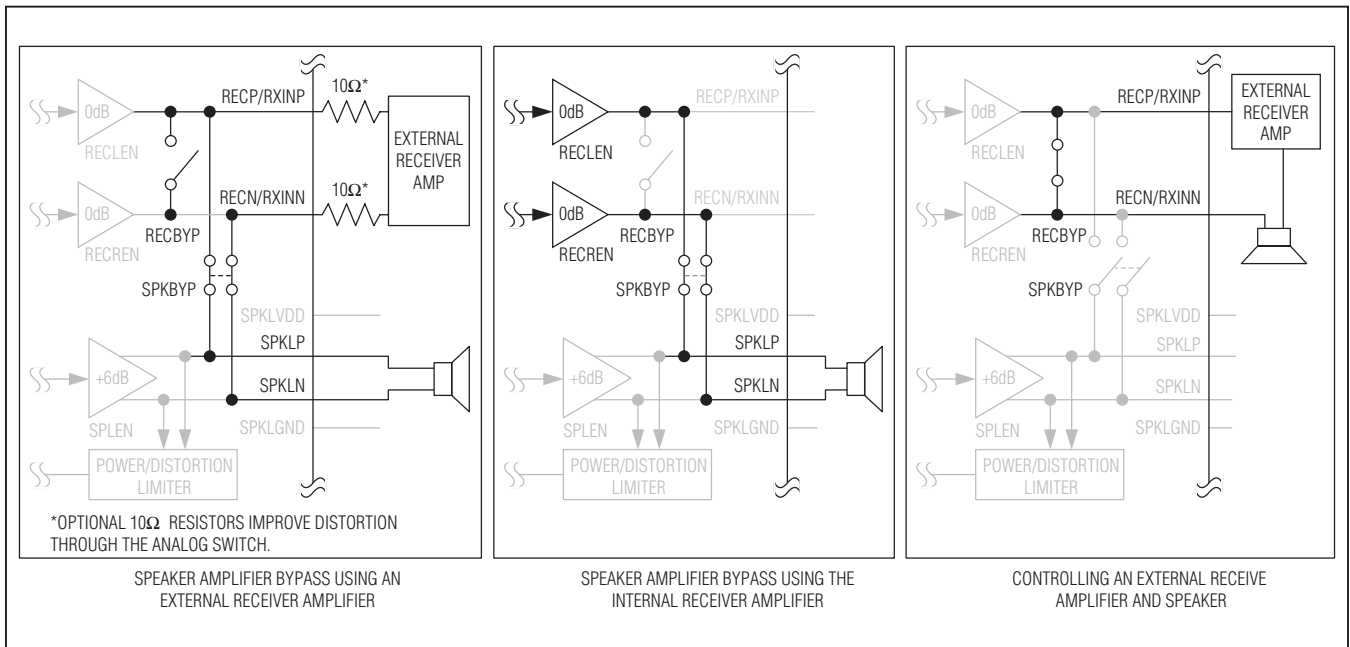 10Ω*
RECP/RXINP
0dB
RECLEN
EXTERNAL
RECEIVER
AMP
10Ω*
RECN/RXINN
0dB
RECBYP
RECREN
SPKBYP
SPKLVDD
SPKLP
+6dB
SPKLN
SPLEN
SPKLGND
POWER/DISTORTION
LIMITER
*OPTIONAL 10Ω RESISTORS IMPROVE DISTORTION
THROUGH THE ANALOG SWITCH.
SPEAKER AMPLIFIER BYPASS USING AN
EXTERNAL RECEIVER AMPLIFIER
RECP/RXINP
0dB
RECLEN
RECN/RXINN
0dB
RECBYP
RECREN
SPKBYP
SPKLVDD
SPKLP
+6dB
SPKLN
SPLEN
SPKLGND
POWER/DISTORTION
LIMITER
SPEAKER AMPLIFIER BYPASS USING THE
INTERNAL RECEIVER AMPLIFIER
RECP/RXINP
EXTERNAL
RECEIVER
AMP
0dB
RECLEN
RECN/RXINN
0dB
RECBYP
RECREN
SPKBYP
SPKLVDD
SPKLP
+6dB
SPKLN
SPLEN
SPKLGND
POWER/DISTORTION
LIMITER
CONTROLLING AN EXTERNAL RECEIVE
AMPLIFIER AND SPEAKER